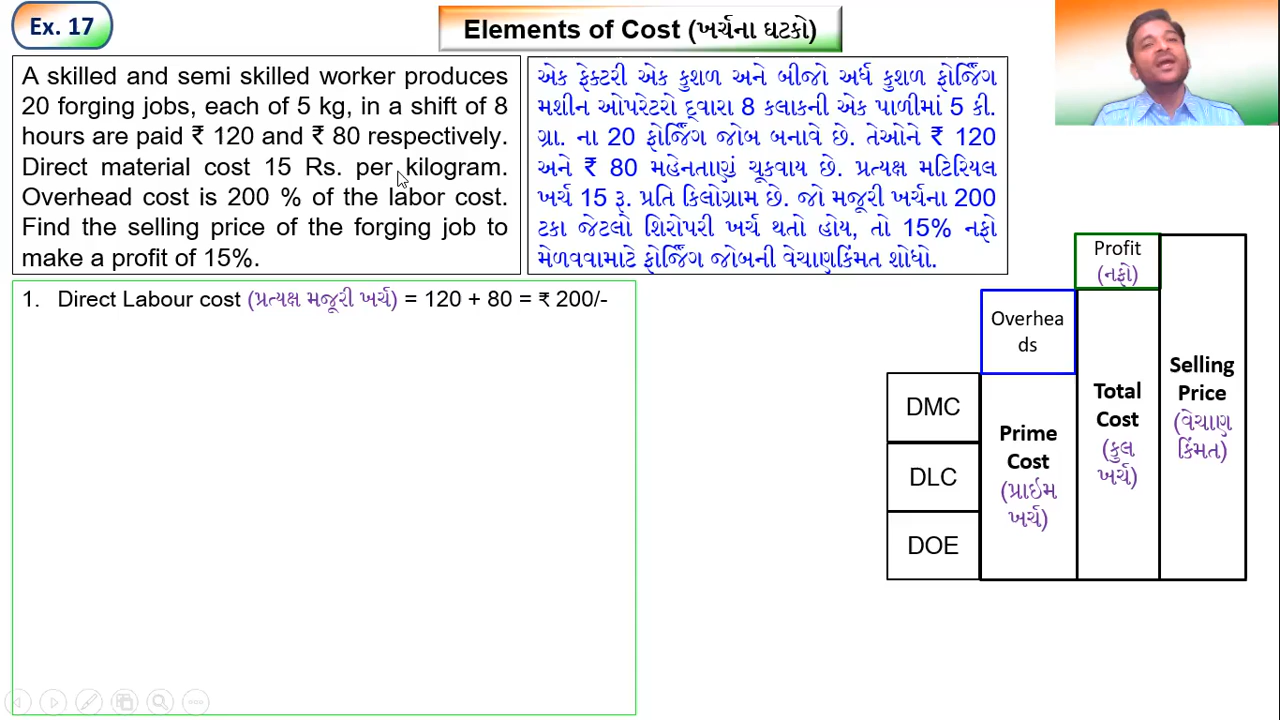 Ex. 17
Elements of Cost (ખર્ચના ઘટકો)
A skilled and semi skilled worker produces
20 forging jobs, each of 5 kg, in a shift of 8
hours are paid ₹ 120 and ₹ 80 respectively.
Direct material cost 15 Rs. per kilogram.
Overhead cost is 200 % of the labor cost.
Find the selling price of the forging job to
make a profit of 15%.
એક ફેક્ટરી એક કુશળ અને બીજો અર્ધ કુશળ ફોર્જિંગ
મશીન ઓપરેટરો દ્વારા 8 કલાકની એક પાળીમાં 5 કી.
ગ્રા. ના 20 ફોર્જિંગ જોબ બનાવે છે. તેઓને ₹ 120
અને ₹ 80 મહેનતાણું ચૂકવાય છે. પ્રત્યક્ષ મટિરિયલ
ખર્ચ 15 રૂ. પ્રતિ કિલોગ્રામ છે. જો મજૂરી ખર્ચના 200
ટકા જેટલો શિરોપરી ખર્ચ થતો હોય, તો 15% નફો
મેળવવામાટે ફોર્જિંગ જોબની વેચાણકિંમત શોધો.
1. Direct Labour cost (પ્રત્યક્ષ મજૂરી ખર્ચ) = 120 + 80 = ₹ 200/-
Profit
(નફો)
Overhea
ds
DMC
DLC
DOE
Prime
Cost
(પ્રાઇમ
ખર્ચ)
Total
Cost
(કુલ
ખર્ચ)
Selling
Price
(વેચાણ
કિંમત)